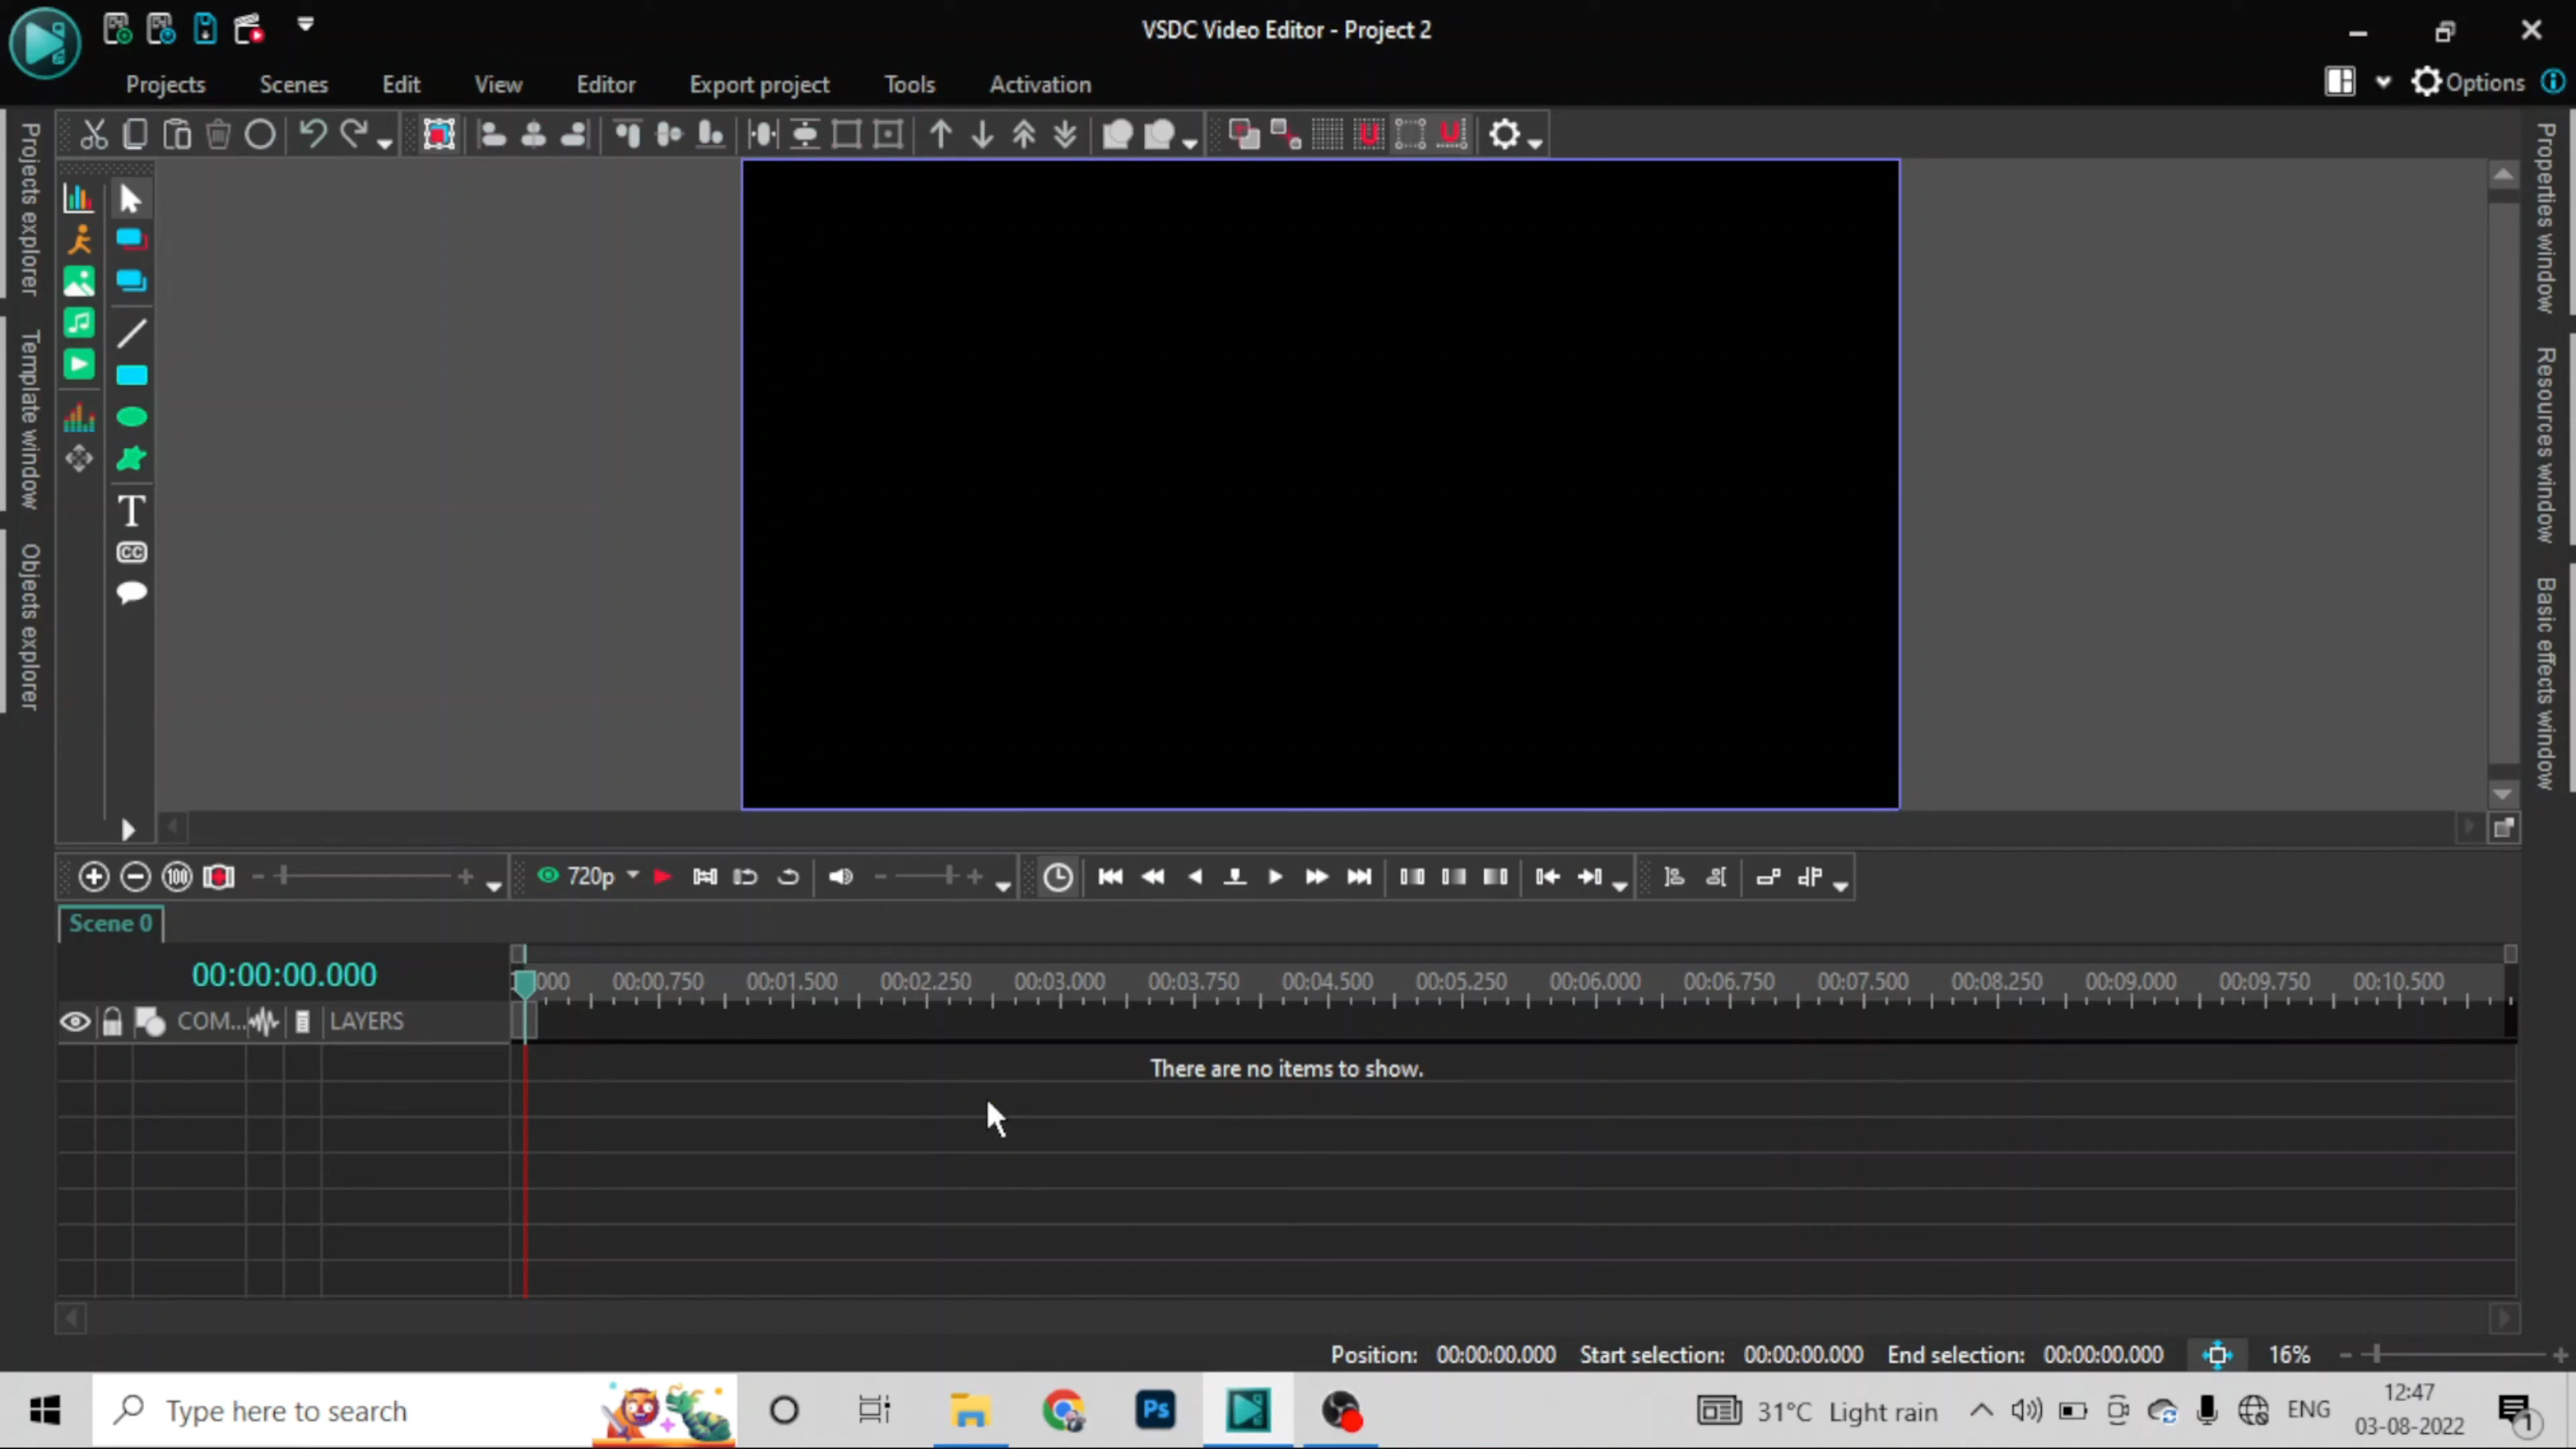 VSDC Video Editor - Project 2
Projects Scenes Edit View Editor Export project Tools Activation
Options
Projects explorer
Template window
Objects explorer
Properties window
Resources window
Basic effects window
T
CC
100
720p
Scene 0
00:00:00.000
000 00:00.750 00:01.500 00:02.250 00:03.000 00:03.750 00:04.500 00:05.250 00:06.000 00:06.750 00:07.500 00:08.250 00:09.000 00:09.750 00:10.500
COM... LAYERS
There are no items to show.
Position: 00:00:00.000 Start selection: 00:00:00.000 End selection: 00:00:00.000 16%
Type here to search
Ps
31°C Light rain
ENG
12:47
03-08-2022
1